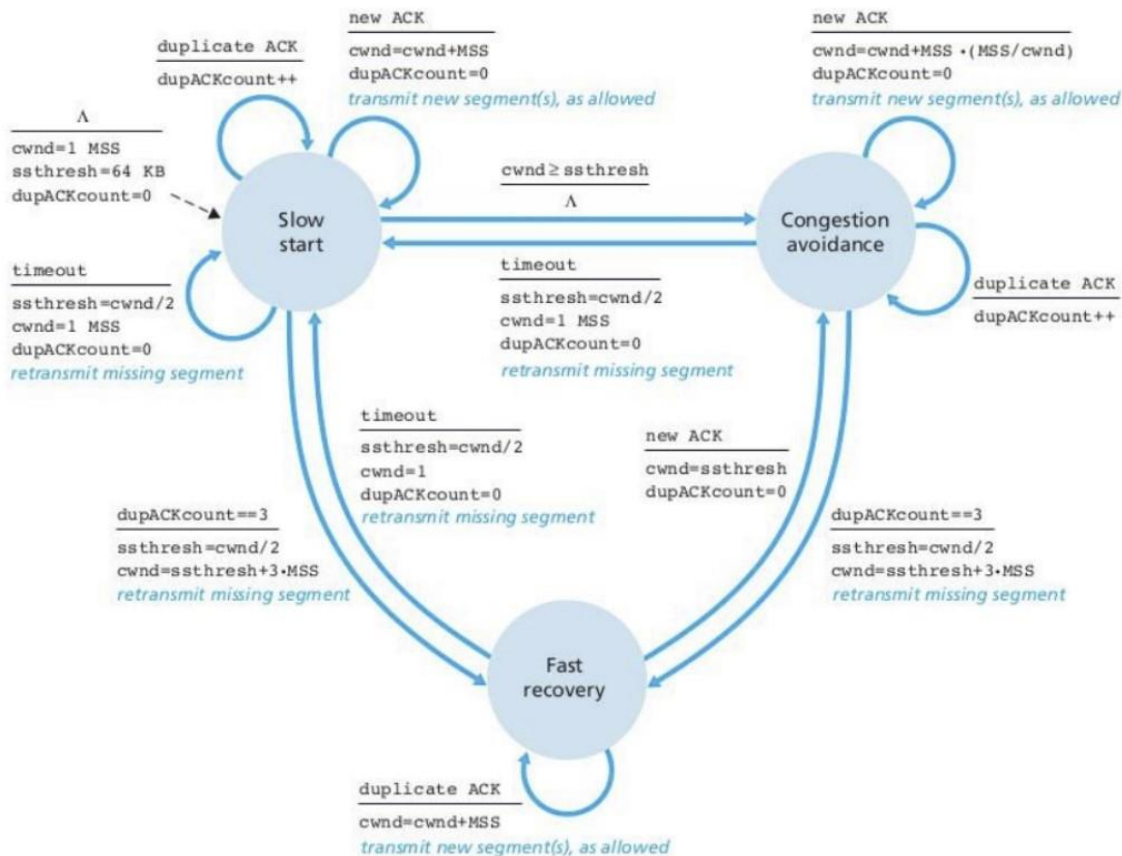 duplicate ACK
dupACKcount++
new ACK
cwnd=cwnd+MSS
dupACKcount=0
transmit new segment(s), as allowed
new ACK
cwnd=cwnd+MSS •(MSS/cwnd)
dupACKcount=0
transmit new segment(s), as allowed
Λ
cwnd=1 MSS
ssthresh=64 KB
dupACKcount=0
Slow
start
cwnd≥ssthresh
Λ
Congestion
avoidance
timeout
ssthresh=cwnd/2
cwnd=1 MSS
dupACKcount=0
retransmit missing segment
timeout
ssthresh=cwnd/2
cwnd=1 MSS
dupACKcount=0
retransmit missing segment
duplicate ACK
dupACKcount++
timeout
ssthresh=cwnd/2
cwnd=1
dupACKcount=0
retransmit missing segment
new ACK
cwnd=ssthresh
dupACKcount=0
dupACKcount==3
ssthresh=cwnd/2
cwnd=ssthresh+3•MSS
retransmit missing segment
dupACKcount==3
ssthresh=cwnd/2
cwnd=ssthresh+3•MSS
retransmit missing segment
Fast
recovery
duplicate ACK
cwnd=cwnd+MSS
transmit new segment(s), as allowed